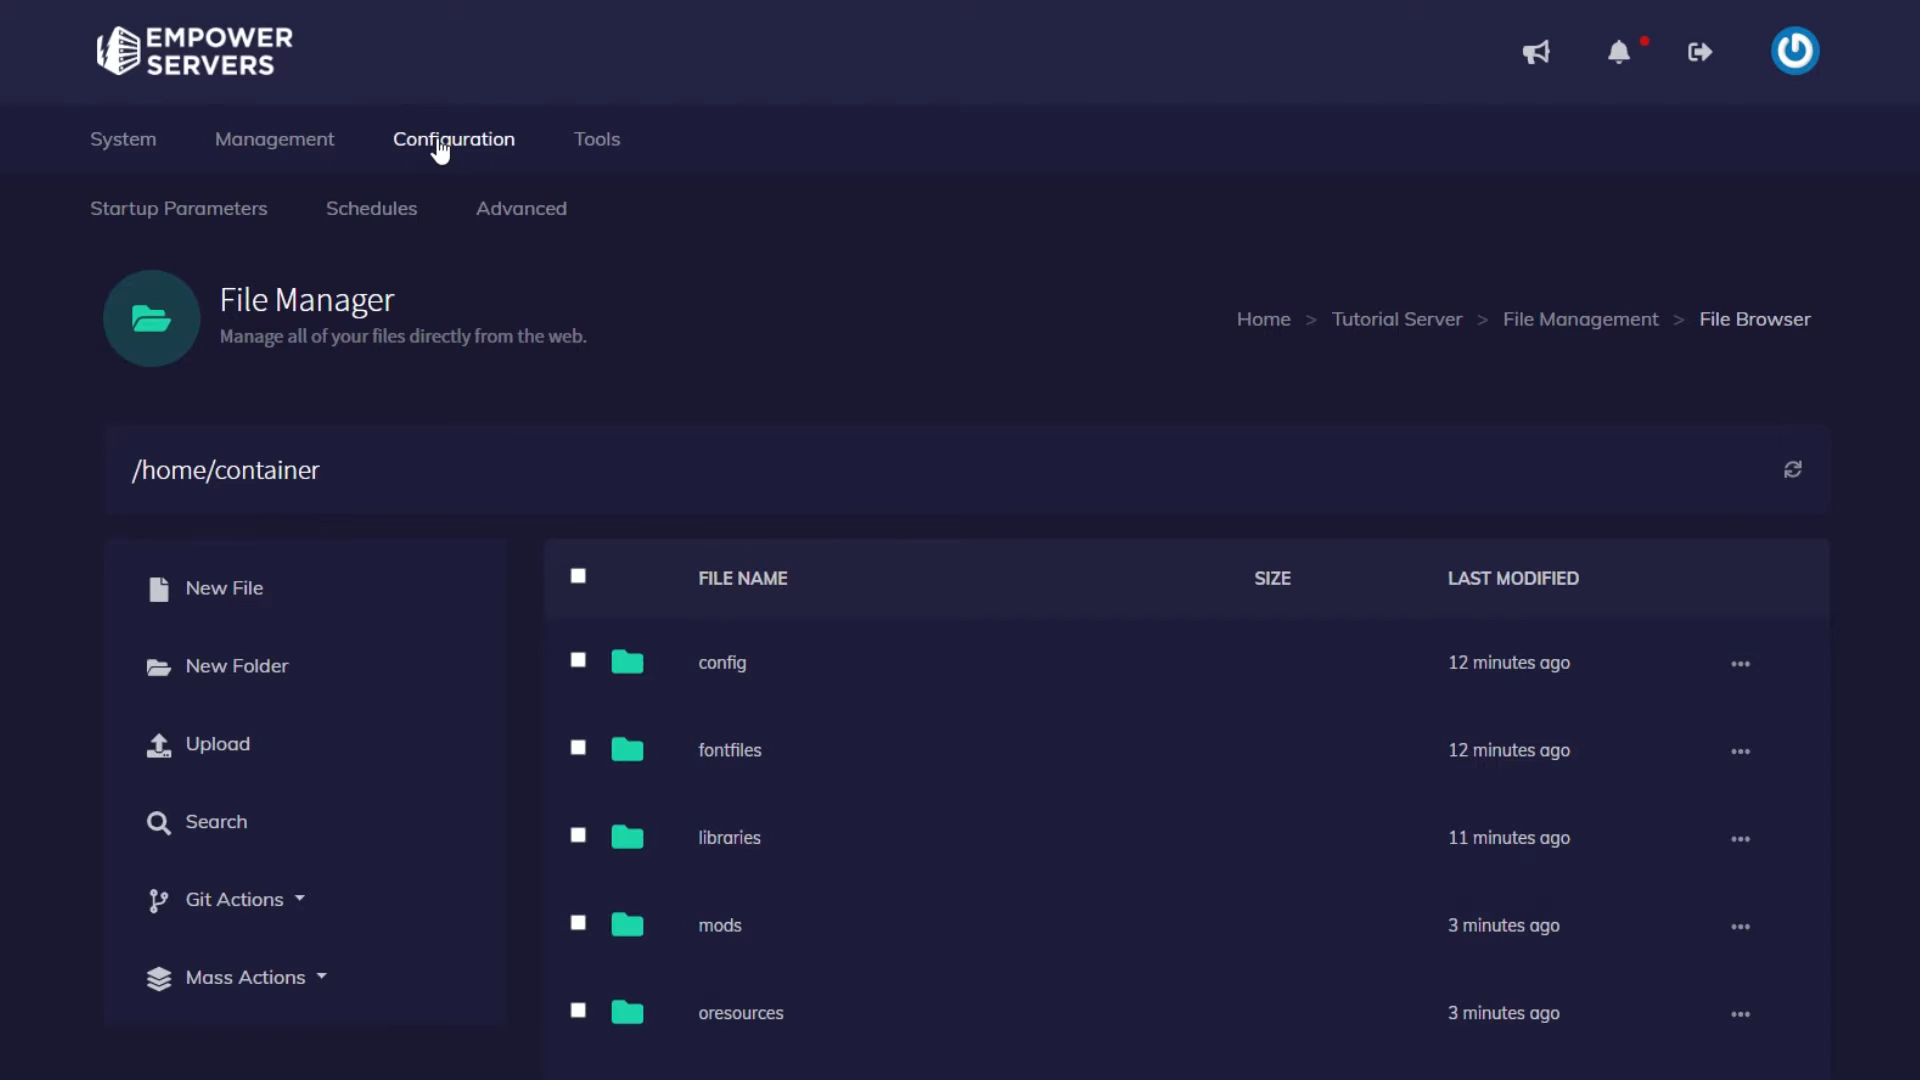 EMPOWER
SERVERS
System Management Configuration Tools
Startup Parameters Schedules Advanced
File Manager
Manage all of your files directly from the web.
Home > Tutorial Server > File Management > File Browser
/home/container
New File
New Folder
Upload
Search
Git Actions
Mass Actions
FILE NAME SIZE LAST MODIFIED
config 12 minutes ago
fontfiles 12 minutes ago
libraries 11 minutes ago
mods 3 minutes ago
oresources 3 minutes ago